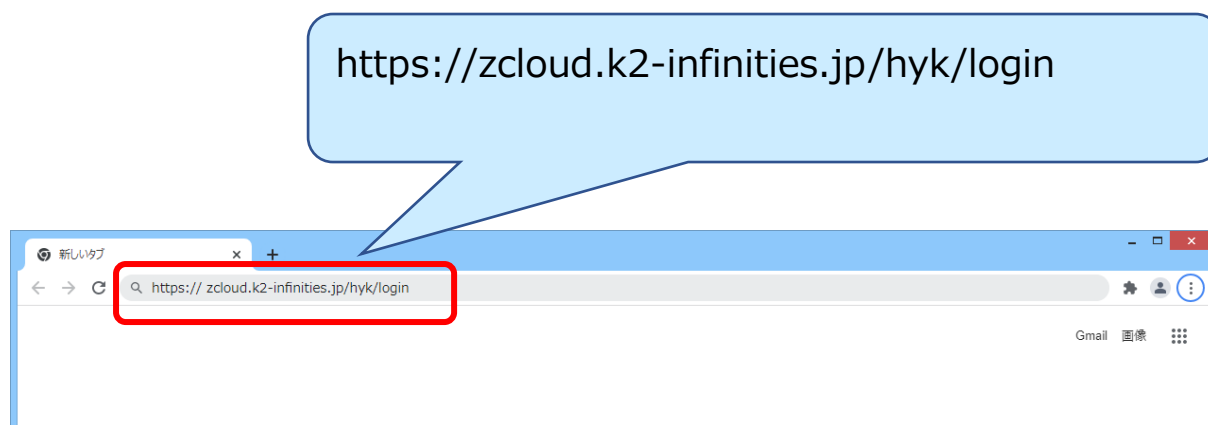 https://zcloud.k2-infinities.jp/hyk/login
新しいタブ
https:// zcloud.k2-infinities.jp/hyk/login
Gmail 画像